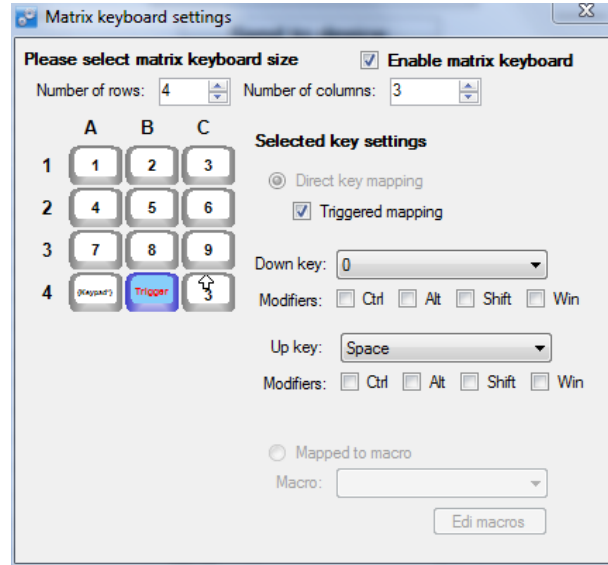 Matrix keyboard settings
Please select matrix keyboard size Enable matrix keyboard
Number of rows: 4 Number of columns: 3
A B C
Selected key settings
1 1 2 3
Direct key mapping
2 4 5 6
Triggered mapping
3 7 8 9
Down key: 0
4 {Keypad*} Trigger 3
Modifiers: Ctrl Alt Shift Win
Up key: Space
Modifiers: Ctrl Alt Shift Win
Mapped to macro
Macro:
Edi macros